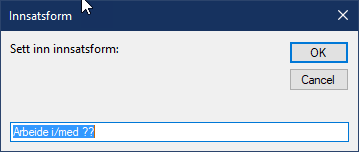 Innsatsform
Sett inn innsatsform:
OK
Cancel
Arbeide i/med ??